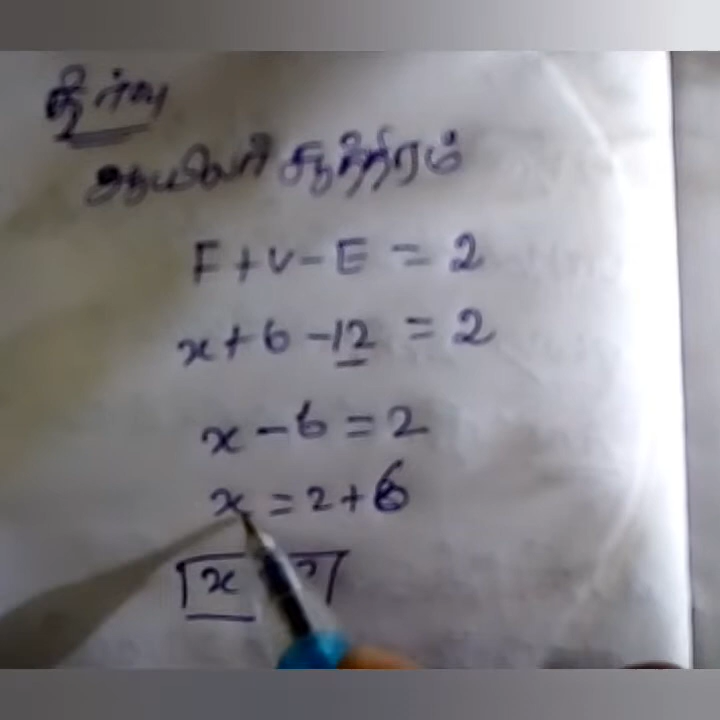 தீர்வு
ஆயிலரி சூத்திரம்
F + V - E = 2
x + 6 - 12 = 2
x - 6 = 2
x = 2 + 6
x